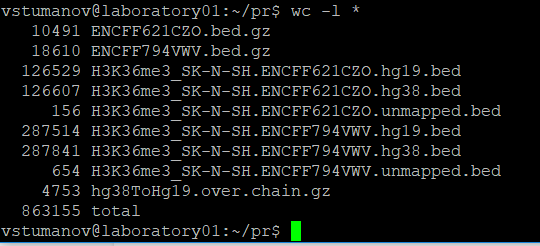 vstumanov@laboratory01:~/pr$ wc -l *
10491 ENCFF621CZO.bed.gz
18610 ENCFF794VWV.bed.gz
126529 H3K36me3_SK-N-SH.ENCFF621CZO.hg19.bed
126607 H3K36me3_SK-N-SH.ENCFF621CZO.hg38.bed
156 H3K36me3_SK-N-SH.ENCFF621CZO.unmapped.bed
287514 H3K36me3_SK-N-SH.ENCFF794VWV.hg19.bed
287841 H3K36me3_SK-N-SH.ENCFF794VWV.hg38.bed
654 H3K36me3_SK-N-SH.ENCFF794VWV.unmapped.bed
4753 hg38ToHg19.over.chain.gz
863155 total
vstumanov@laboratory01:~/pr$